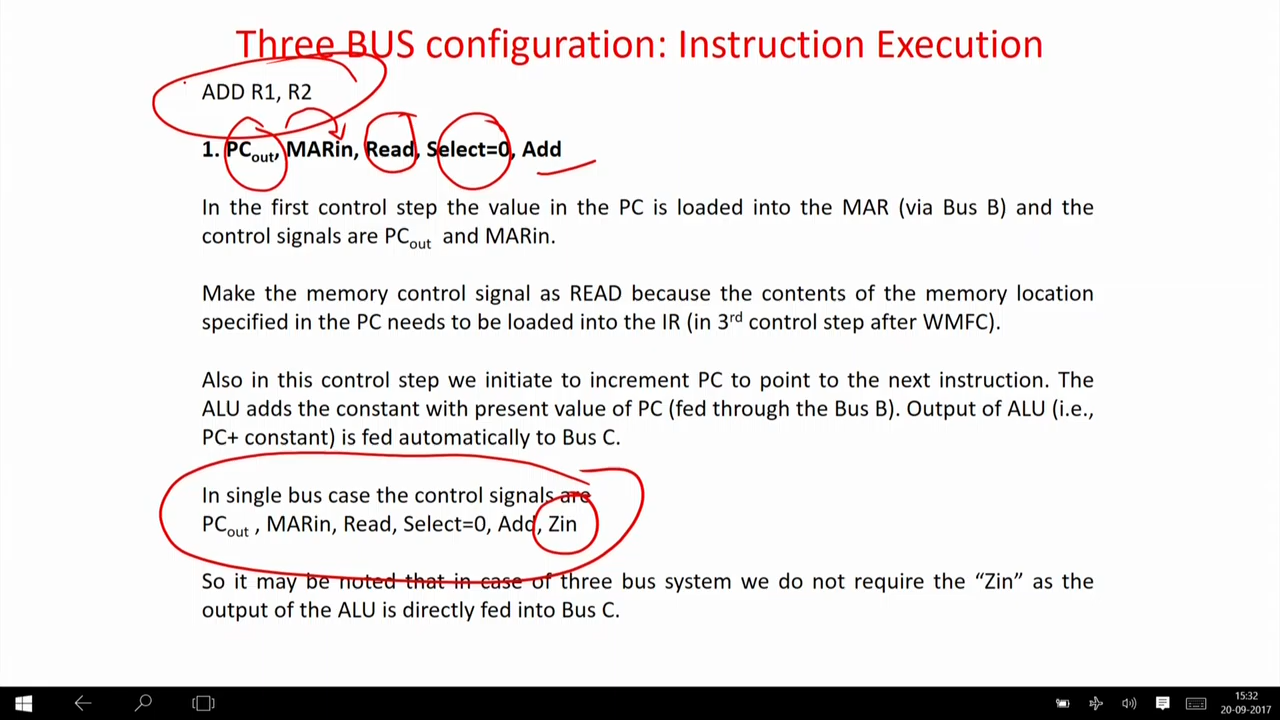 Three BUS configuration: Instruction Execution
ADD R1, R2
1. PCout, MARin, Read, Select=0, Add
In the first control step the value in the PC is loaded into the MAR (via Bus B) and the
control signals are PCout and MARin.
Make the memory control signal as READ because the contents of the memory location
specified in the PC needs to be loaded into the IR (in 3rd control step after WMFC).
Also in this control step we initiate to increment PC to point to the next instruction. The
ALU adds the constant with present value of PC (fed through the Bus B). Output of ALU (i.e.,
PC+ constant) is fed automatically to Bus C.
In single bus case the control signals are
PCout , MARin, Read, Select=0, Add, Zin
So it may be noted that in case of three bus system we do not require the “Zin” as the
output of the ALU is directly fed into Bus C.
15:32
20-09-2017